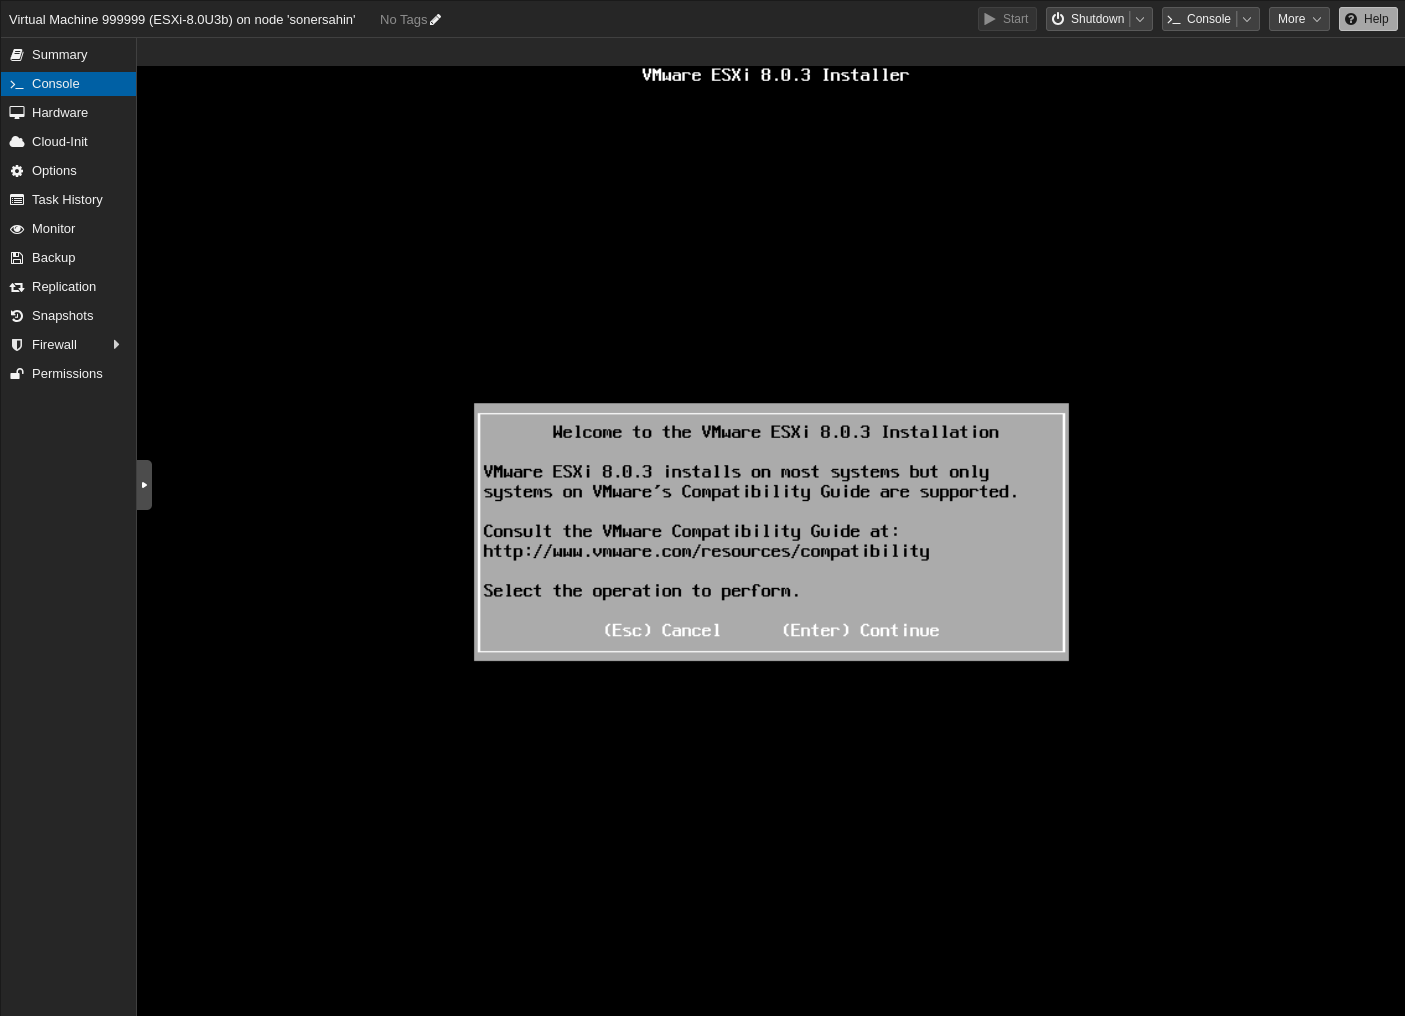 Virtual Machine 999999 (ESXi-8.0U3b) on node 'sonersahin'
No Tags
Start
Shutdown
Console
More
Help
Summary
Console
Hardware
Cloud-Init
Options
Task History
Monitor
Backup
Replication
Snapshots
Firewall
Permissions
VMware ESXi 8.0.3 Installer
Welcome to the VMware ESXi 8.0.3 Installation
VMware ESXi 8.0.3 installs on most systems but only
systems on VMware's Compatibility Guide are supported.
Consult the VMware Compatibility Guide at:
http://www.vmware.com/resources/compatibility
Select the operation to perform.
(Esc) Cancel (Enter) Continue